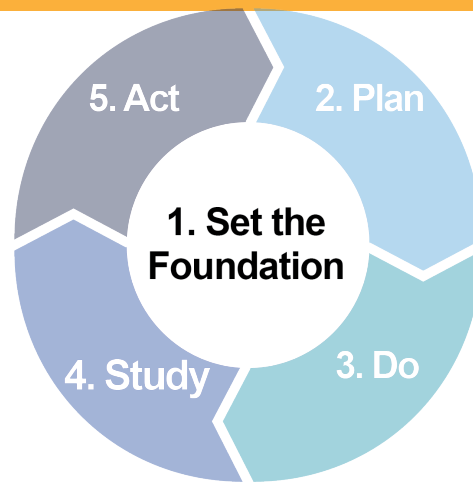 5. Act
2. Plan
1. Set the
Foundation
4. Study
3. Do